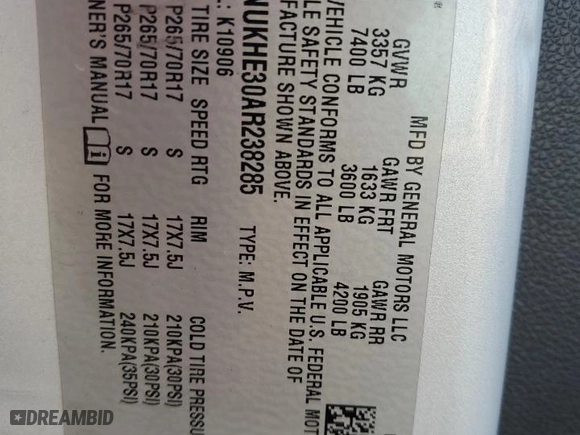 MFD BY GENERAL MOTORS LLC
GVWR GAWR FRT GAWR RR
3357 KG 1633 KG 1905 KG
7400 LB 3600 LB 4200 LB
VEHICLE CONFORMS TO ALL APPLICABLE U.S. FEDERAL MOT
LE SAFETY STANDARDS IN EFFECT ON THE DATE OF
FACTURE SHOWN ABOVE.
NUKHE30AR238285 TYPE: M.P.V.
.: K10906
TIRE SIZE SPEED RTG RIM COLD TIRE PRESSU
P265/70R17 S 17X7.5J 210KPA(30PSI)
P265/70R17 S 17X7.5J 210KPA(30PSI)
P265/70R17 S 17X7.5J 240KPA(35PSI)
NER'S MANUAL FOR MORE INFORMATION.
DREAMBID